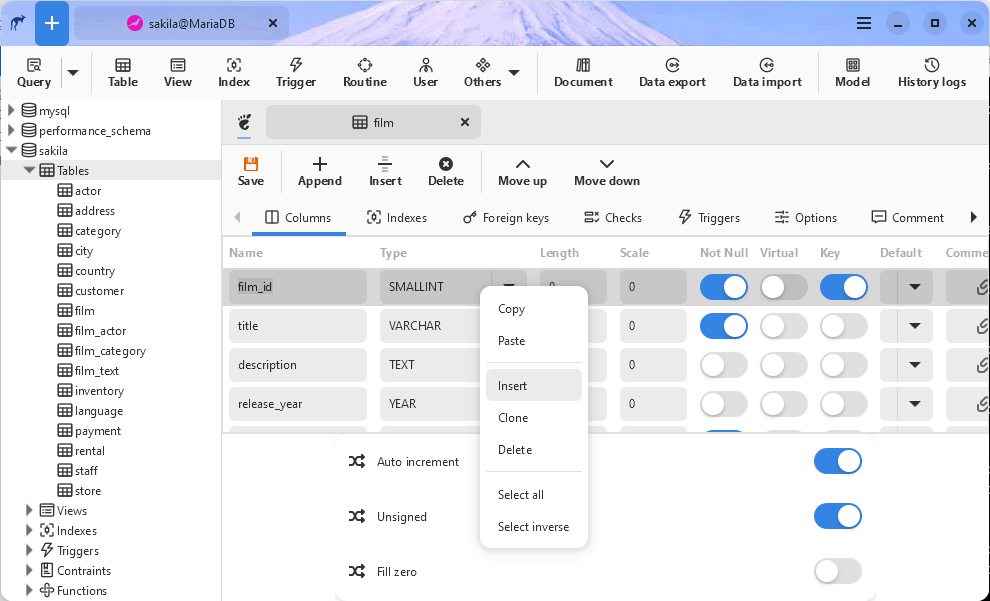 sakila@MariaDB
Query Table View Index Trigger Routine User Others Document Data export Data import Model History logs
mysql
performance_schema
sakila
Tables
actor
address
category
city
country
customer
film
film_actor
film_category
film_text
inventory
language
payment
rental
staff
store
Views
Indexes
Triggers
Contraints
Functions
film
Save Append Insert Delete Move up Move down
Columns Indexes Foreign keys Checks Triggers Options Comment
Name Type Length Scale Not Null Virtual Key Default Comme
film_id SMALLINT 0
title VARCHAR 0
description TEXT 0
release_year YEAR 0
Copy
Paste
Insert
Clone
Delete
Select all
Select inverse
Auto increment
Unsigned
Fill zero